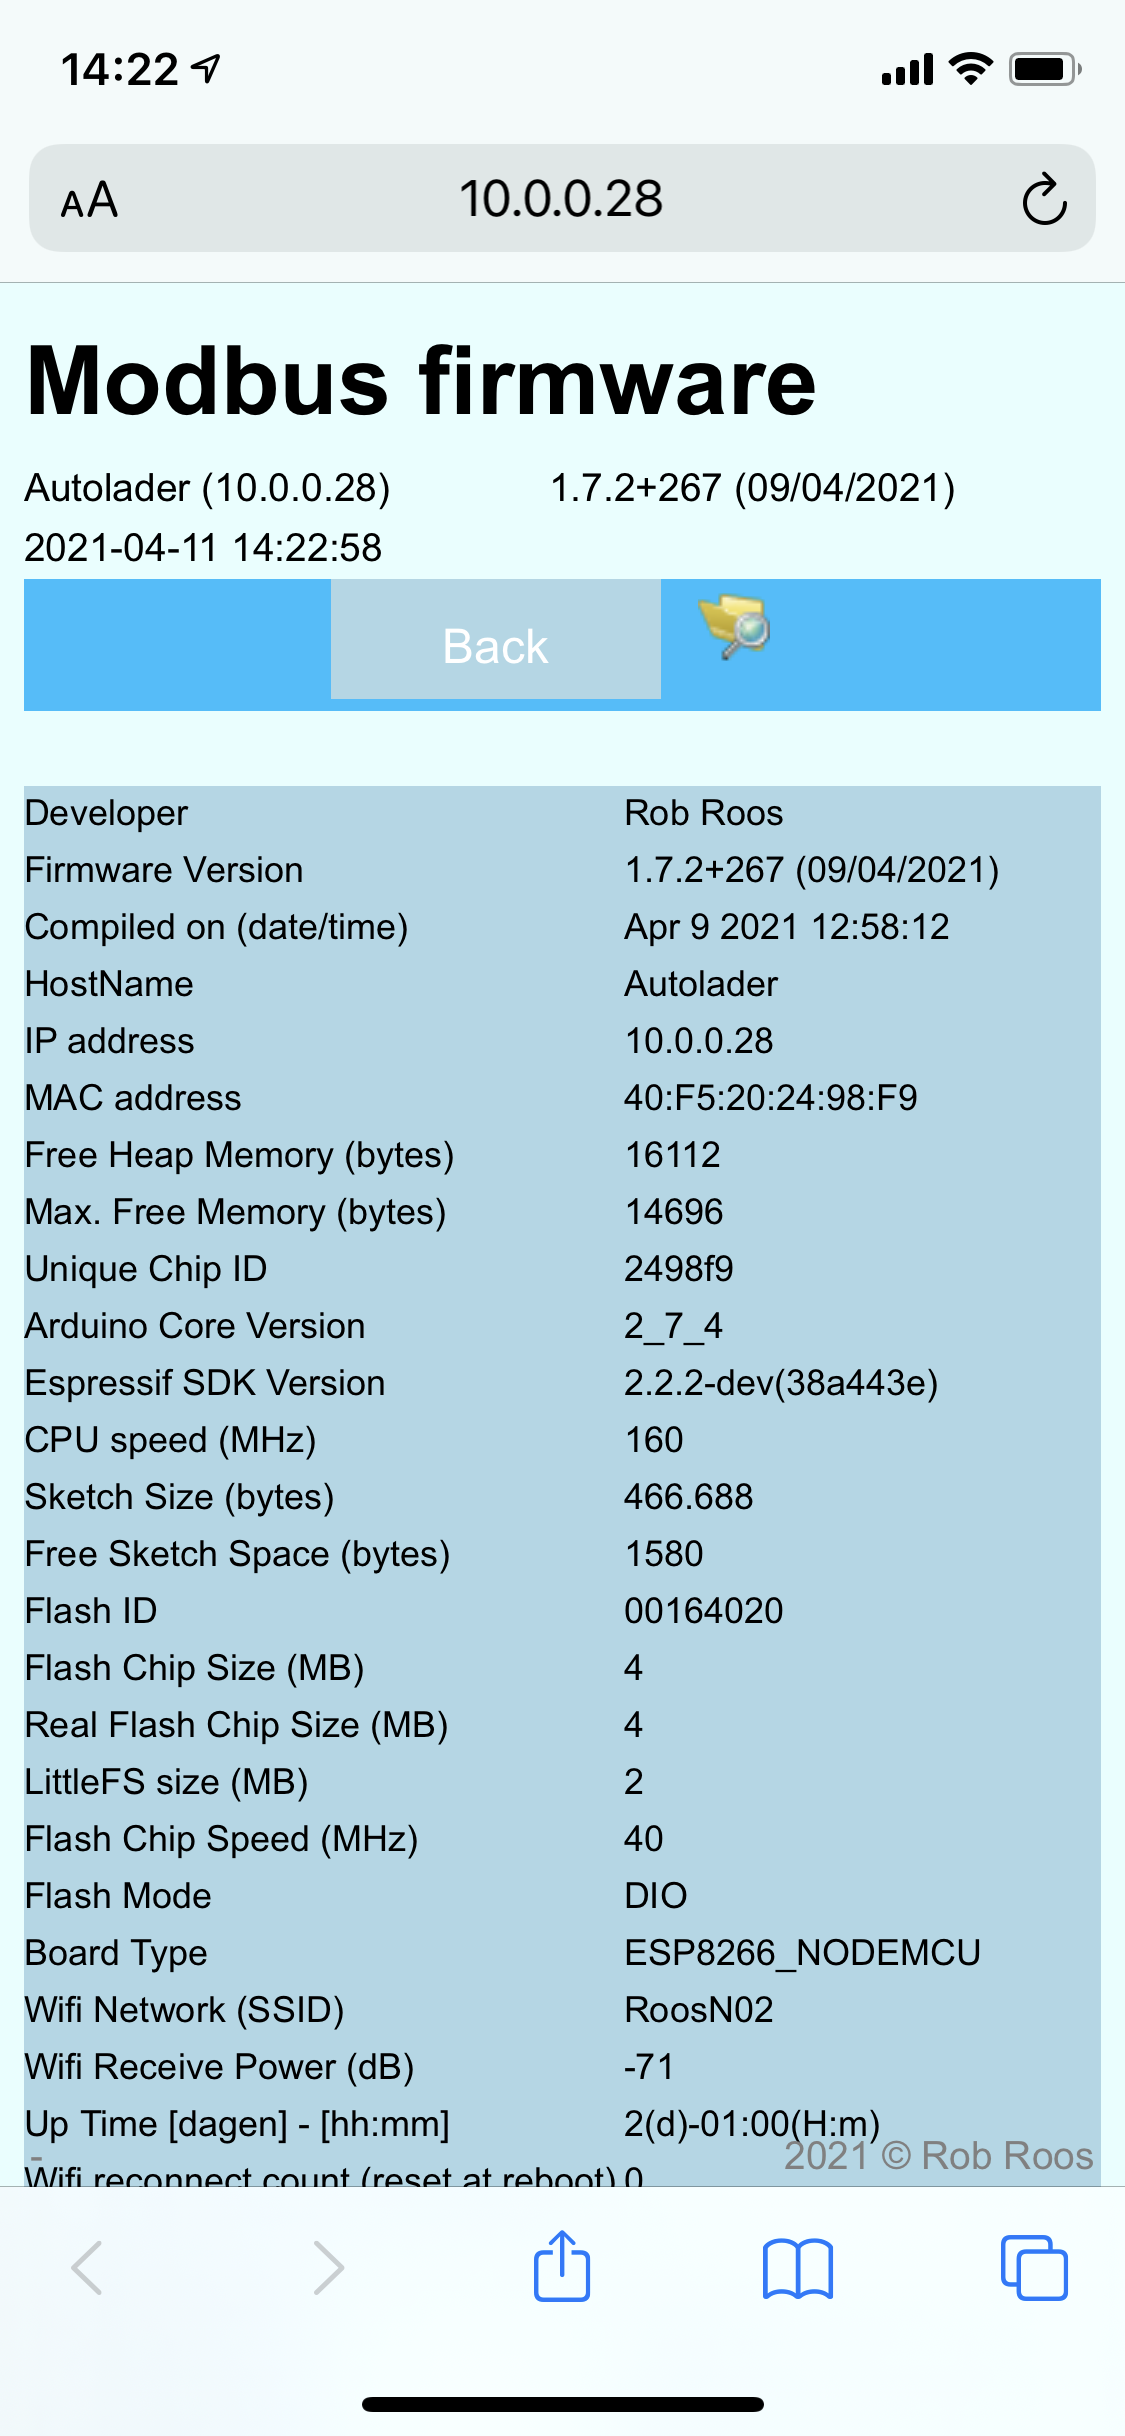 14:22
AA 10.0.0.28
Modbus firmware
Autolader (10.0.0.28) 1.7.2+267 (09/04/2021)
2021-04-11 14:22:58
Back
Developer Rob Roos
Firmware Version 1.7.2+267 (09/04/2021)
Compiled on (date/time) Apr 9 2021 12:58:12
HostName Autolader
IP address 10.0.0.28
MAC address 40:F5:20:24:98:F9
Free Heap Memory (bytes) 16112
Max. Free Memory (bytes) 14696
Unique Chip ID 2498f9
Arduino Core Version 2_7_4
Espressif SDK Version 2.2.2-dev(38a443e)
CPU speed (MHz) 160
Sketch Size (bytes) 466.688
Free Sketch Space (bytes) 1580
Flash ID 00164020
Flash Chip Size (MB) 4
Real Flash Chip Size (MB) 4
LittleFS size (MB) 2
Flash Chip Speed (MHz) 40
Flash Mode DIO
Board Type ESP8266_NODEMCU
Wifi Network (SSID) RoosN02
Wifi Receive Power (dB) -71
Up Time [dagen] - [hh:mm] 2(d)-01:00(H:m)
- 2021 © Rob Roos
Wifi reconnect count (reset at reboot) 0